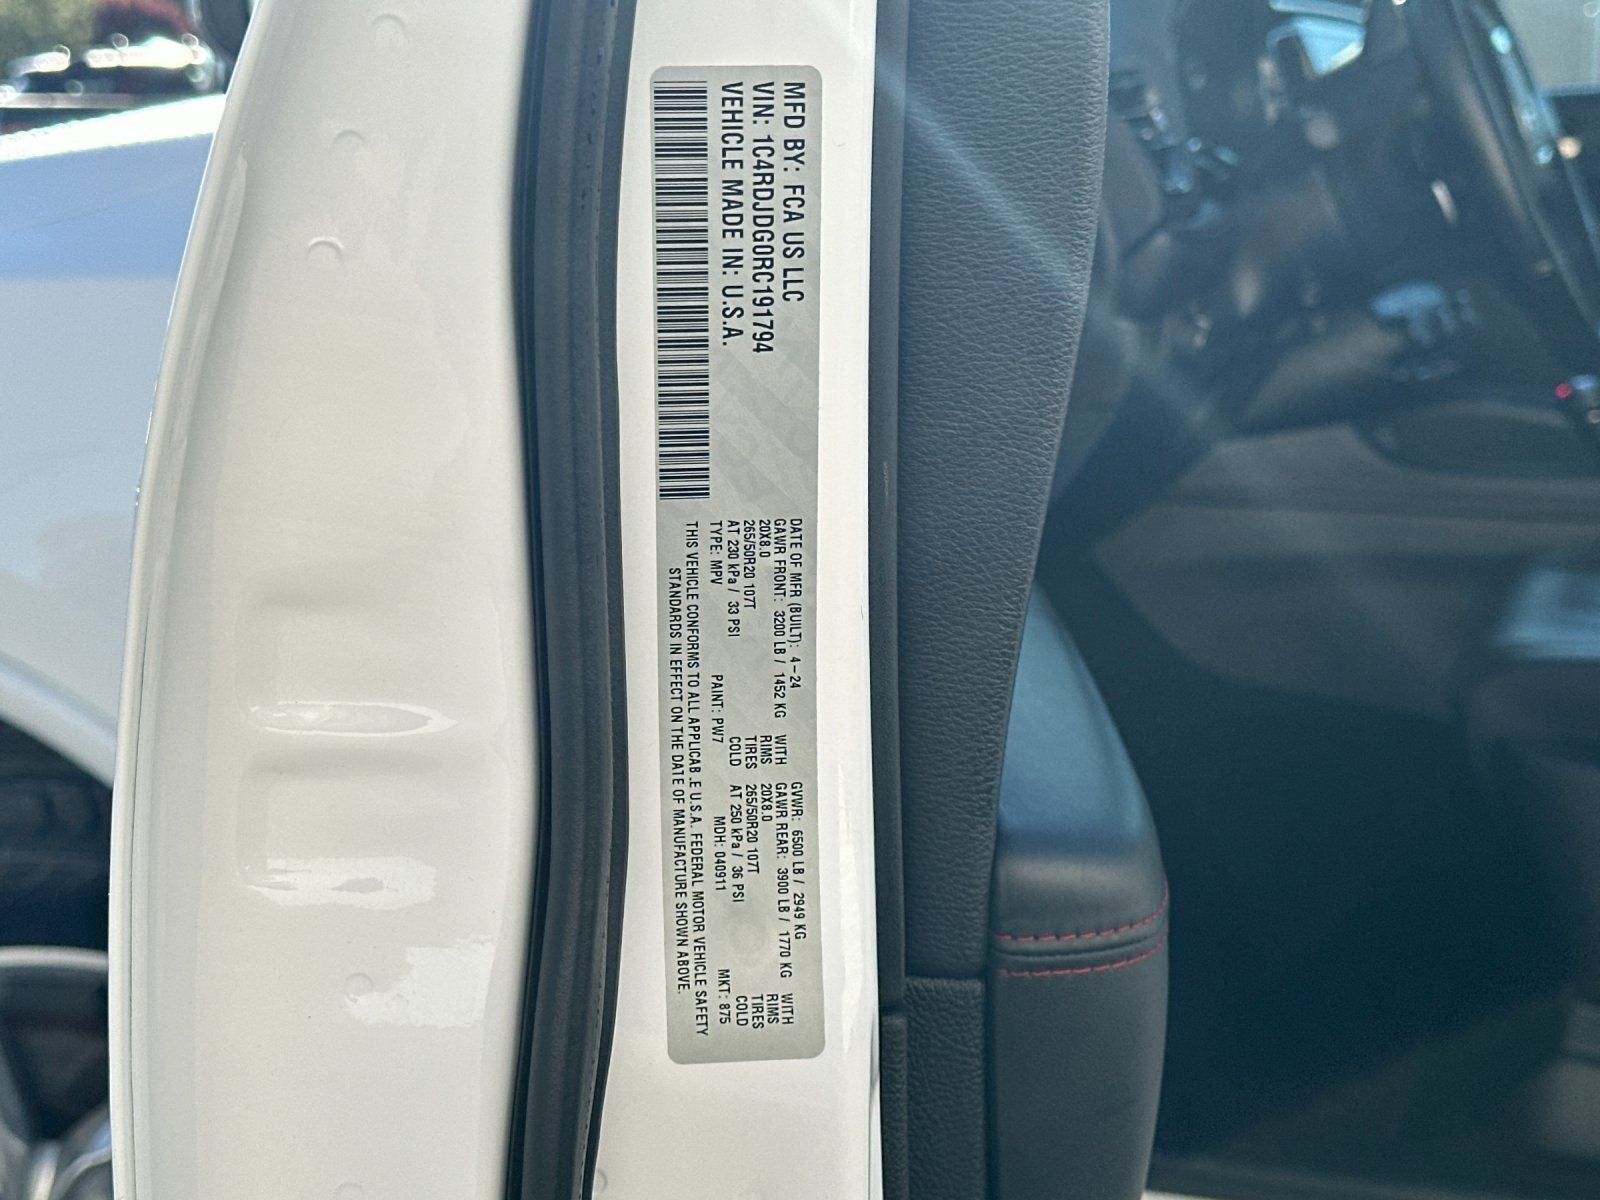 MFD BY: FCA US LLC
VIN: 1C4RDJDG0RC191794
VEHICLE MADE IN: U.S.A.
DATE OF MFR (BUILT): 4-24
GVWR: 6500 LB / 2949 KG
GAWR FRONT: 3200 LB / 1452 KG WITH
GAWR REAR: 3900 LB / 1770 KG WITH
20X8.0 RIMS
20X8.0 RIMS
265/50R20 107T TIRES
265/50R20 107T TIRES
AT 230 kPa / 33 PSI COLD
AT 250 kPa / 36 PSI COLD
TYPE: MPV PAINT: PW7 MDH: 040911 MKT: 875
THIS VEHICLE CONFORMS TO ALL APPLICAB.E U.S.A. FEDERAL MOTOR VEHICLE SAFETY
STANDARDS IN EFFECT ON THE DATE OF MANUFACTURE SHOWN ABOVE.